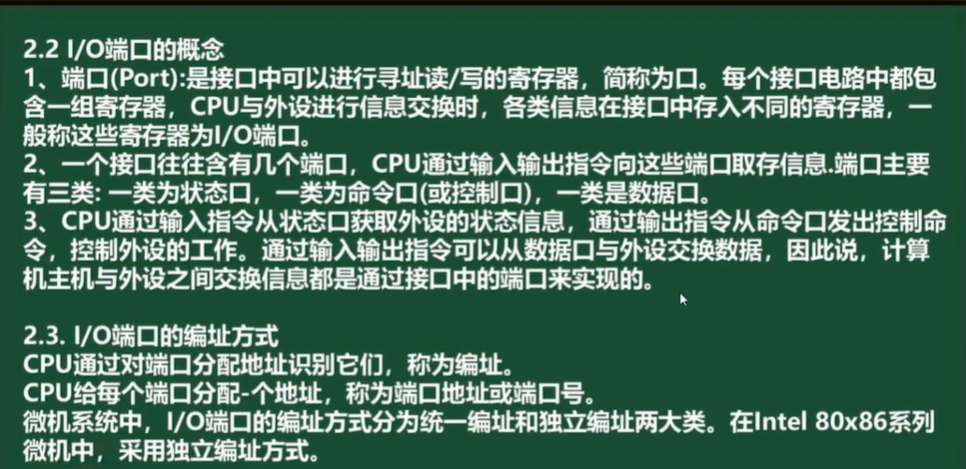 2.2 I/O端口的概念
1、端口(Port):是接口中可以进行寻址读/写的寄存器，简称为口。每个接口电路中都包
含一组寄存器，CPU与外设进行信息交换时，各类信息在接口中存入不同的寄存器，一
般称这些寄存器为I/O端口。
2、一个接口往往含有几个端口，CPU通过输入输出指令向这些端口取存信息.端口主要
有三类: 一类为状态口，一类为命令口(或控制口)，一类是数据口。
3、CPU通过输入指令从状态口获取外设的状态信息，通过输出指令从命令口发出控制命
令，控制外设的工作。通过输入输出指令可以从数据口与外设交换数据，因此说，计算
机主机与外设之间交换信息都是通过接口中的端口来实现的。
2.3. I/O端口的编址方式
CPU通过对端口分配地址识别它们，称为编址。
CPU给每个端口分配-个地址，称为端口地址或端口号。
微机系统中，I/O端口的编址方式分为统一编址和独立编址两大类。在Intel 80x86系列
微机中，采用独立编址方式。